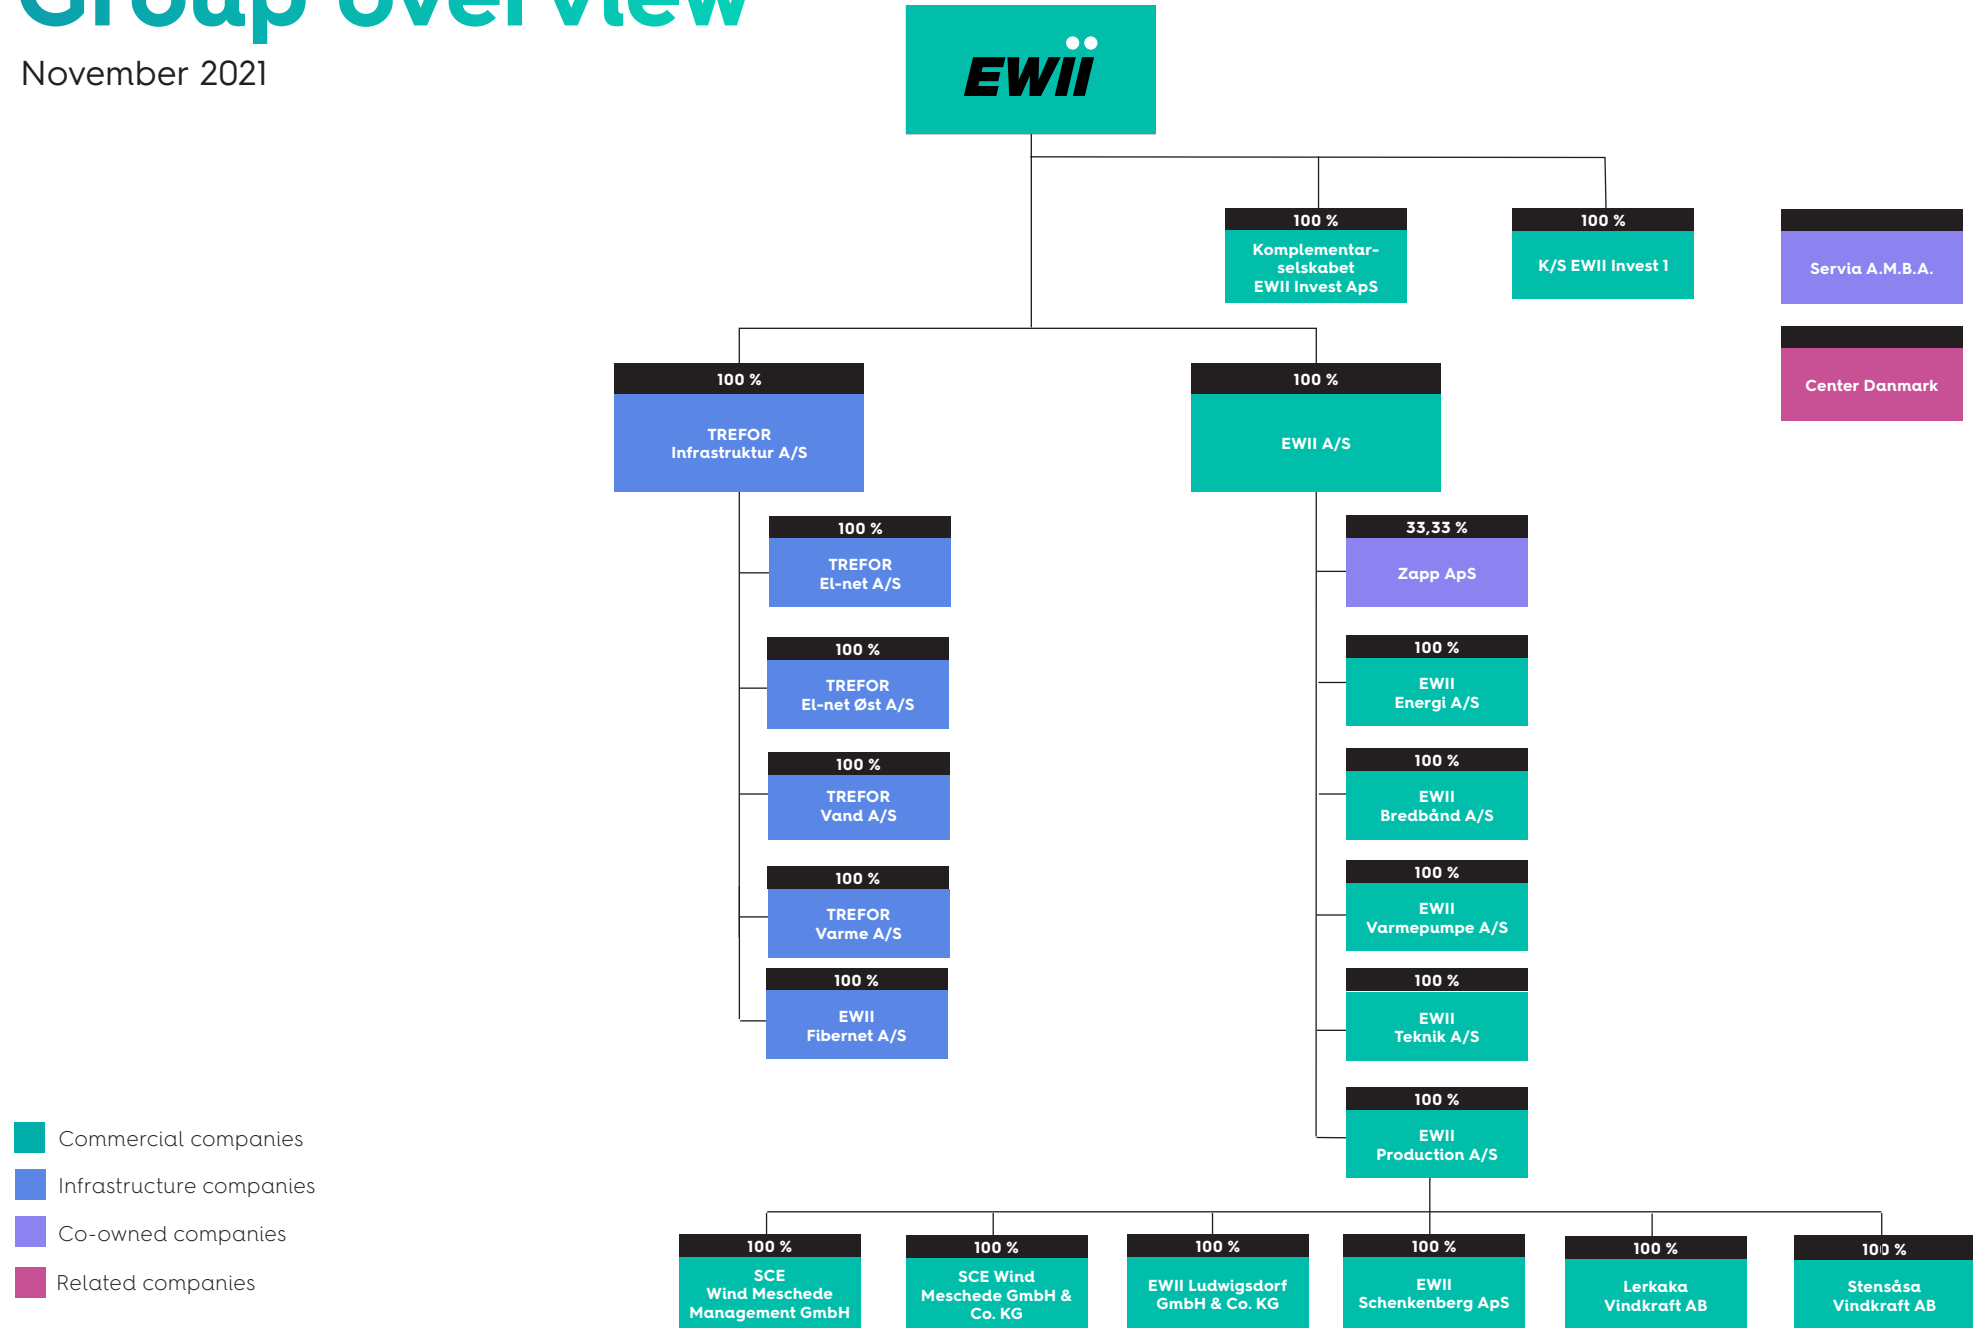 Group overview
November 2021
EWII
100 %
Komplementar-
selskabet
EWII Invest ApS
100 %
K/S EWII Invest 1
Servia A.M.B.A.
Center Danmark
100 %
TREFOR
Infrastruktur A/S
100 %
EWII A/S
100 %
TREFOR
El-net A/S
100 %
TREFOR
El-net Øst A/S
100 %
TREFOR
Vand A/S
100 %
TREFOR
Varme A/S
100 %
EWII
Fibernet A/S
33,33 %
Zapp ApS
100 %
EWII
Energi A/S
100 %
EWII
Bredbånd A/S
100 %
EWII
Varmepumpe A/S
100 %
EWII
Teknik A/S
100 %
EWII
Production A/S
100 %
SCE
Wind Meschede
Management GmbH
100 %
SCE Wind
Meschede GmbH &
Co. KG
100 %
EWII Ludwigsdorf
GmbH & Co. KG
100 %
EWII
Schenkenberg ApS
100 %
Lerkaka
Vindkraft AB
100 %
Stensåsa
Vindkraft AB
Commercial companies
Infrastructure companies
Co-owned companies
Related companies